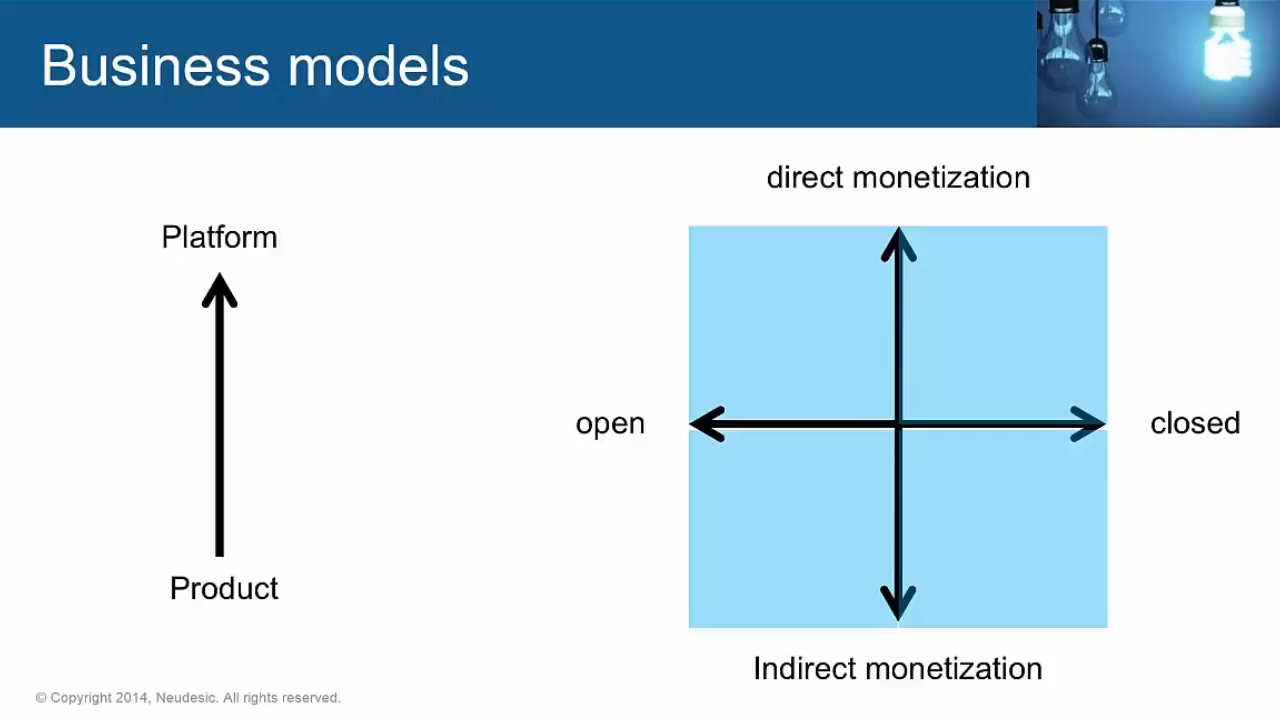 Business models
Platform
Product
direct monetization
open
closed
Indirect monetization
© Copyright 2014, Neudesic. All rights reserved.